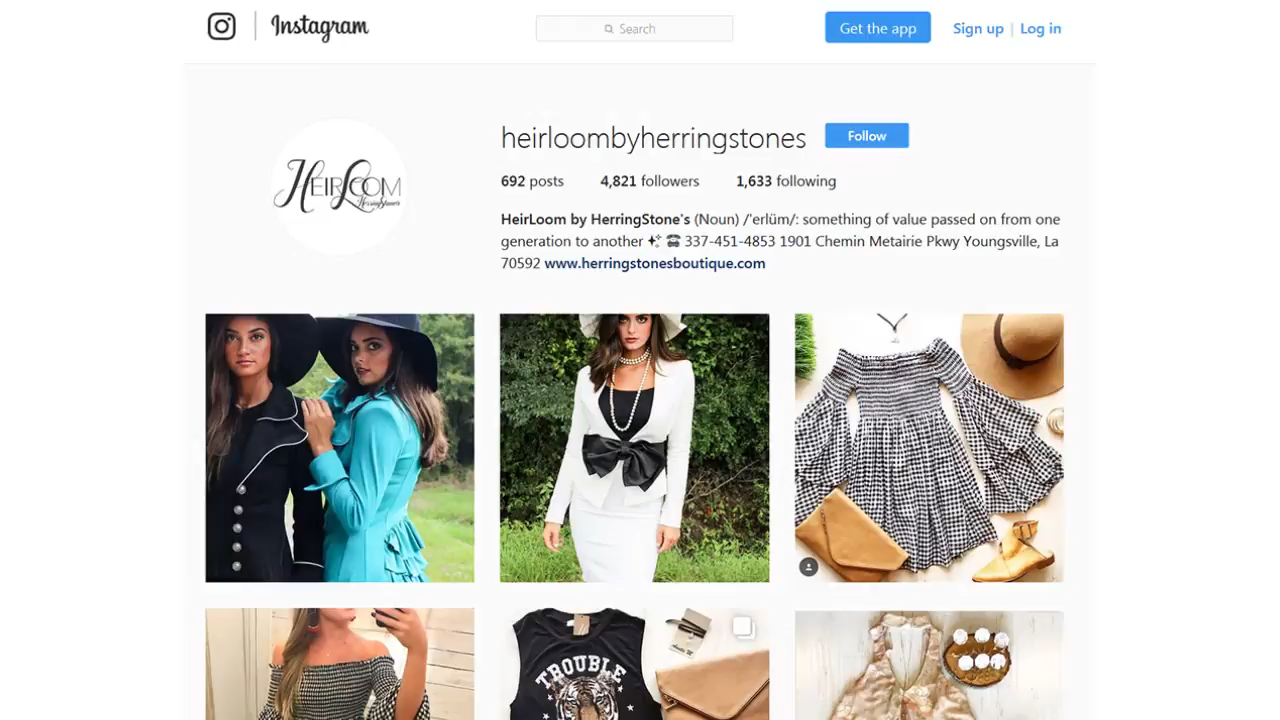 Instagram
Search
Get the app
Sign up | Log in
heirloombyherringstones
Follow
692 posts
4,821 followers
1,633 following
HeirLoom by HerringStone's (Noun) /'erlüm/: something of value passed on from one
generation to another ✨ ☎ 337-451-4853 1901 Chemin Metairie Pkwy Youngsville, La
70592 www.herringstonesboutique.com
HEIRLOOM
by HerringStone's
TROUBLE